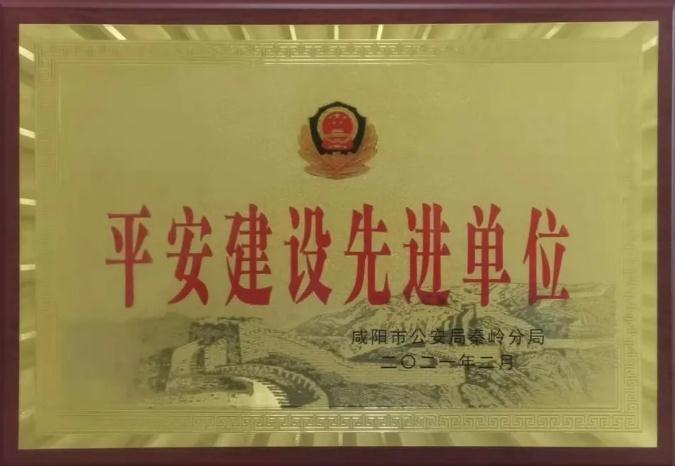 平安建设先进单位
咸阳市公安局秦岭分局
二〇二一年二月